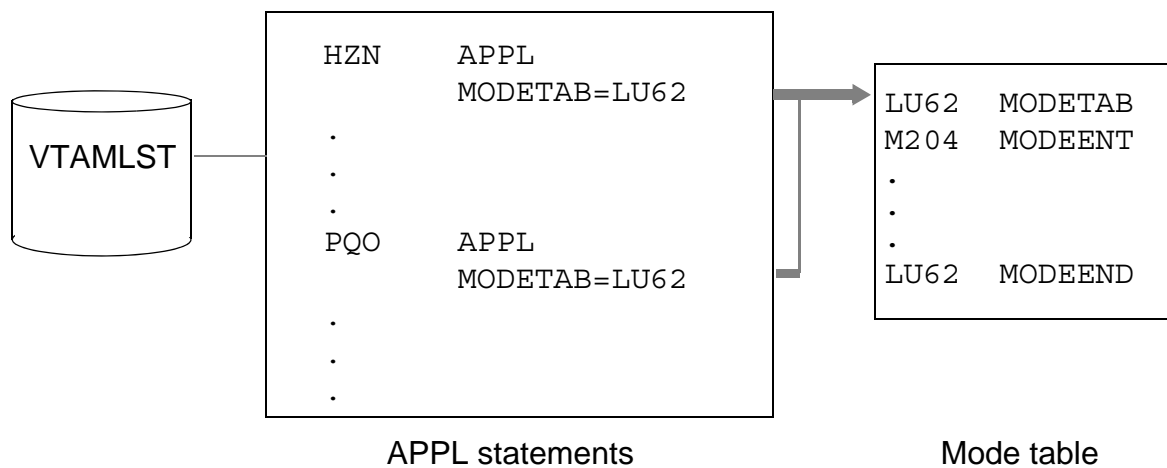 VTAMLST
HZN APPL
MODETAB=LU62
.
.
.
PQO APPL
MODETAB=LU62
.
.
.
LU62 MODETAB
M204 MODEENT
.
.
.
LU62 MODEEND
APPL statements
Mode table